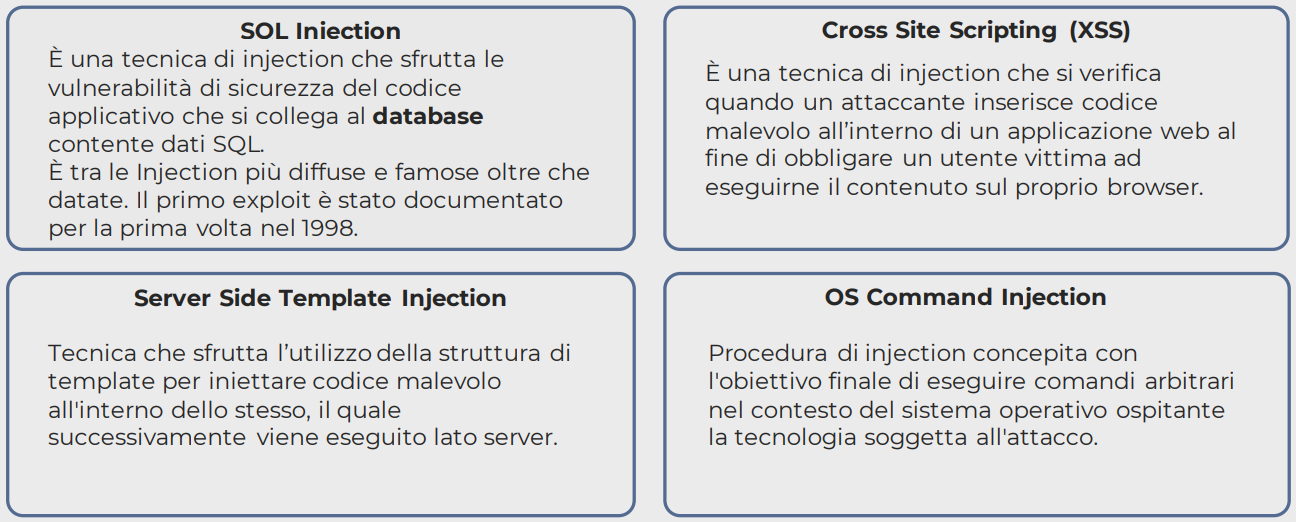 SQL Injection
È una tecnica di injection che sfrutta le
vulnerabilità di sicurezza del codice
applicativo che si collega al database
contente dati SQL.
È tra le Injection più diffuse e famose oltre che
datate. Il primo exploit è stato documentato
per la prima volta nel 1998.
Cross Site Scripting (XSS)
È una tecnica di injection che si verifica
quando un attaccante inserisce codice
malevolo all’interno di un applicazione web al
fine di obbligare un utente vittima ad
eseguirne il contenuto sul proprio browser.
Server Side Template Injection
Tecnica che sfrutta l’utilizzo della struttura di
template per iniettare codice malevolo
all'interno dello stesso, il quale
successivamente viene eseguito lato server.
OS Command Injection
Procedura di injection concepita con
l'obiettivo finale di eseguire comandi arbitrari
nel contesto del sistema operativo ospitante
la tecnologia soggetta all'attacco.